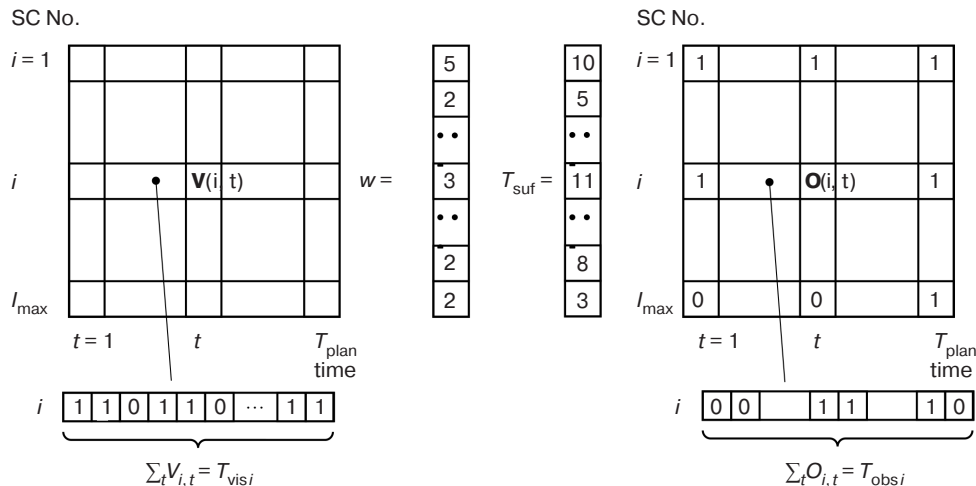 SC No.
i = 1
i
I_max
V(i, t)
t = 1 t T_plan
time
w =
5
2
..
3
..
2
2
T_suf =
10
5
..
11
..
8
3
SC No.
i = 1 1 1 1
i 1 O(i, t) 1
I_max 0 0 1
t = 1 t T_plan
time
i 1 1 0 1 1 0 ... 1 1
∑_t V_i,t = T_vis i
i 0 0 1 1 1 0
∑_t O_i,t = T_obs i